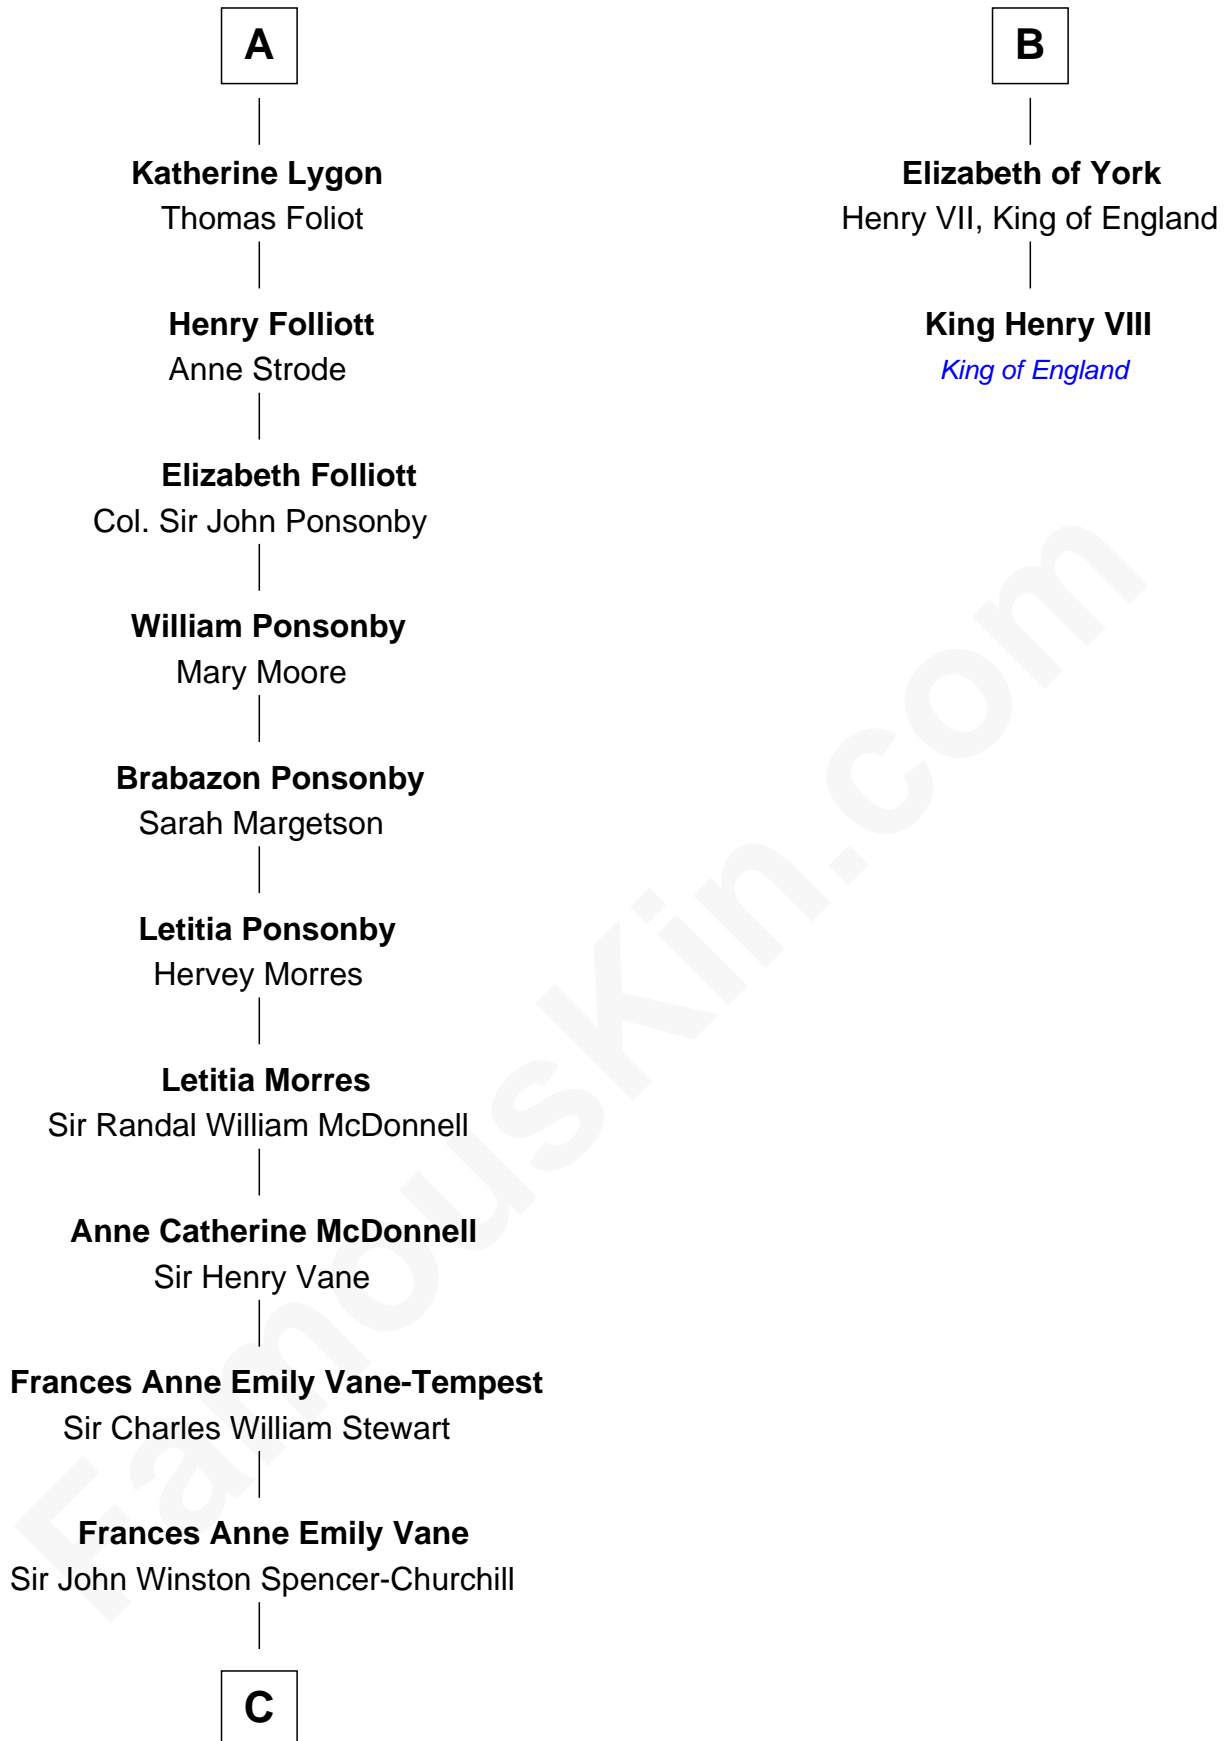 A
Katherine Lygon
Thomas Foliot
Henry Folliott
Anne Strode
Elizabeth Folliott
Col. Sir John Ponsonby
William Ponsonby
Mary Moore
Brabazon Ponsonby
Sarah Margetson
Letitia Ponsonby
Hervey Morres
Letitia Morres
Sir Randal William McDonnell
Anne Catherine McDonnell
Sir Henry Vane
Frances Anne Emily Vane-Tempest
Sir Charles William Stewart
Frances Anne Emily Vane
Sir John Winston Spencer-Churchill
C
B
Elizabeth of York
Henry VII, King of England
King Henry VIII
King of England
FamousKin.com